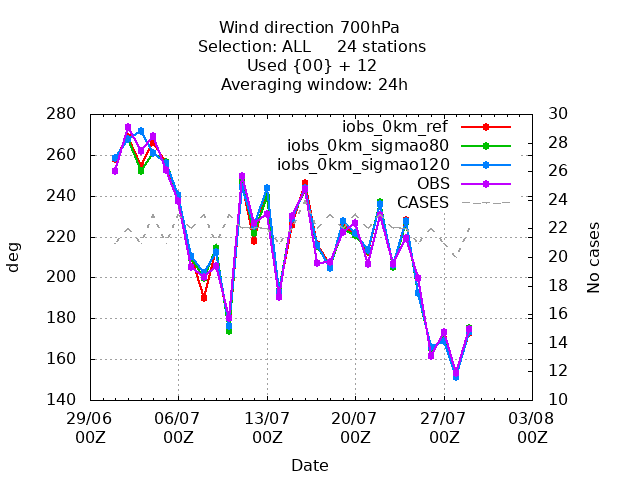 Wind direction 700hPa
Selection: ALL 24 stations
Used {00} + 12
Averaging window: 24h
280 30
iobs_0km_ref
iobs_0km_sigmao80
iobs_0km_sigmao120
OBS
CASES
260
240
220
200
180
160
140
28
26
24
22
20
18
16
14
12
10
deg
No cases
29/06 06/07 13/07 20/07 27/07 03/08
00Z 00Z 00Z 00Z 00Z 00Z
Date